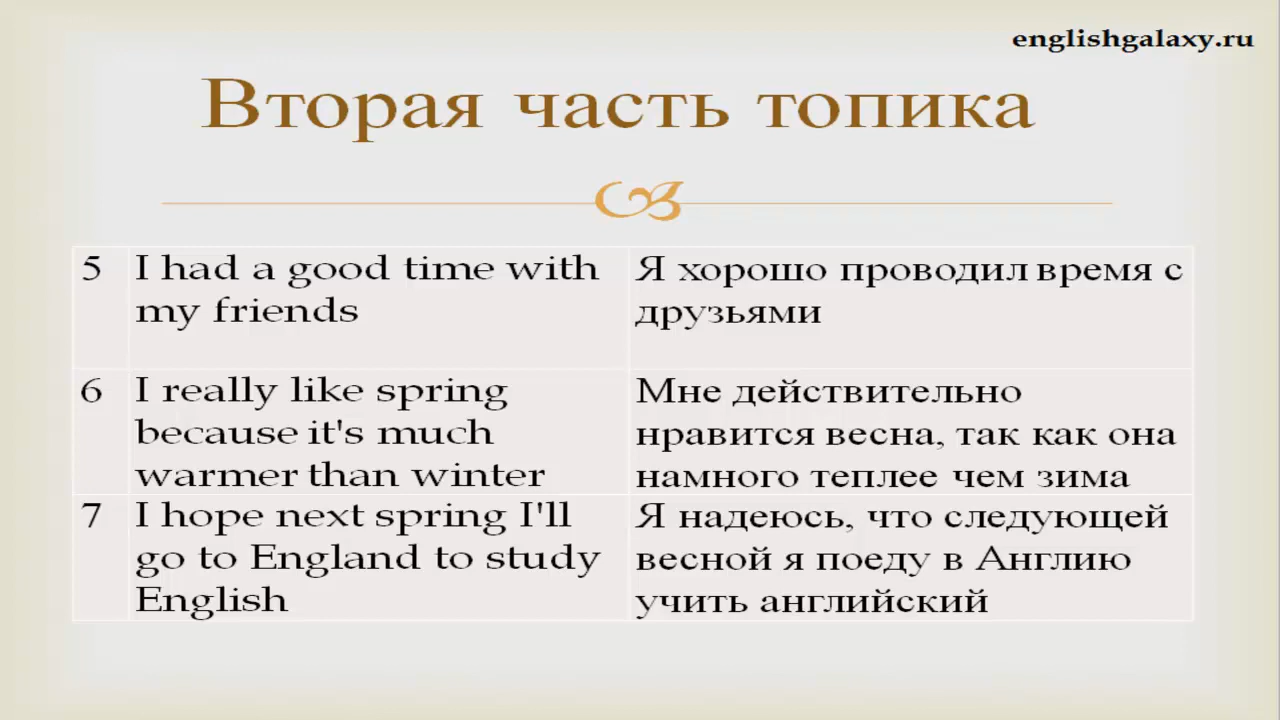 englishgalaxy.ru
Вторая часть топика
5 I had a good time with my friends
Я хорошо проводил время с друзьями
6 I really like spring because it's much warmer than winter
Мне действительно нравится весна, так как она намного теплее чем зима
7 I hope next spring I'll go to England to study English
Я надеюсь, что следующей весной я поеду в Англию учить английский